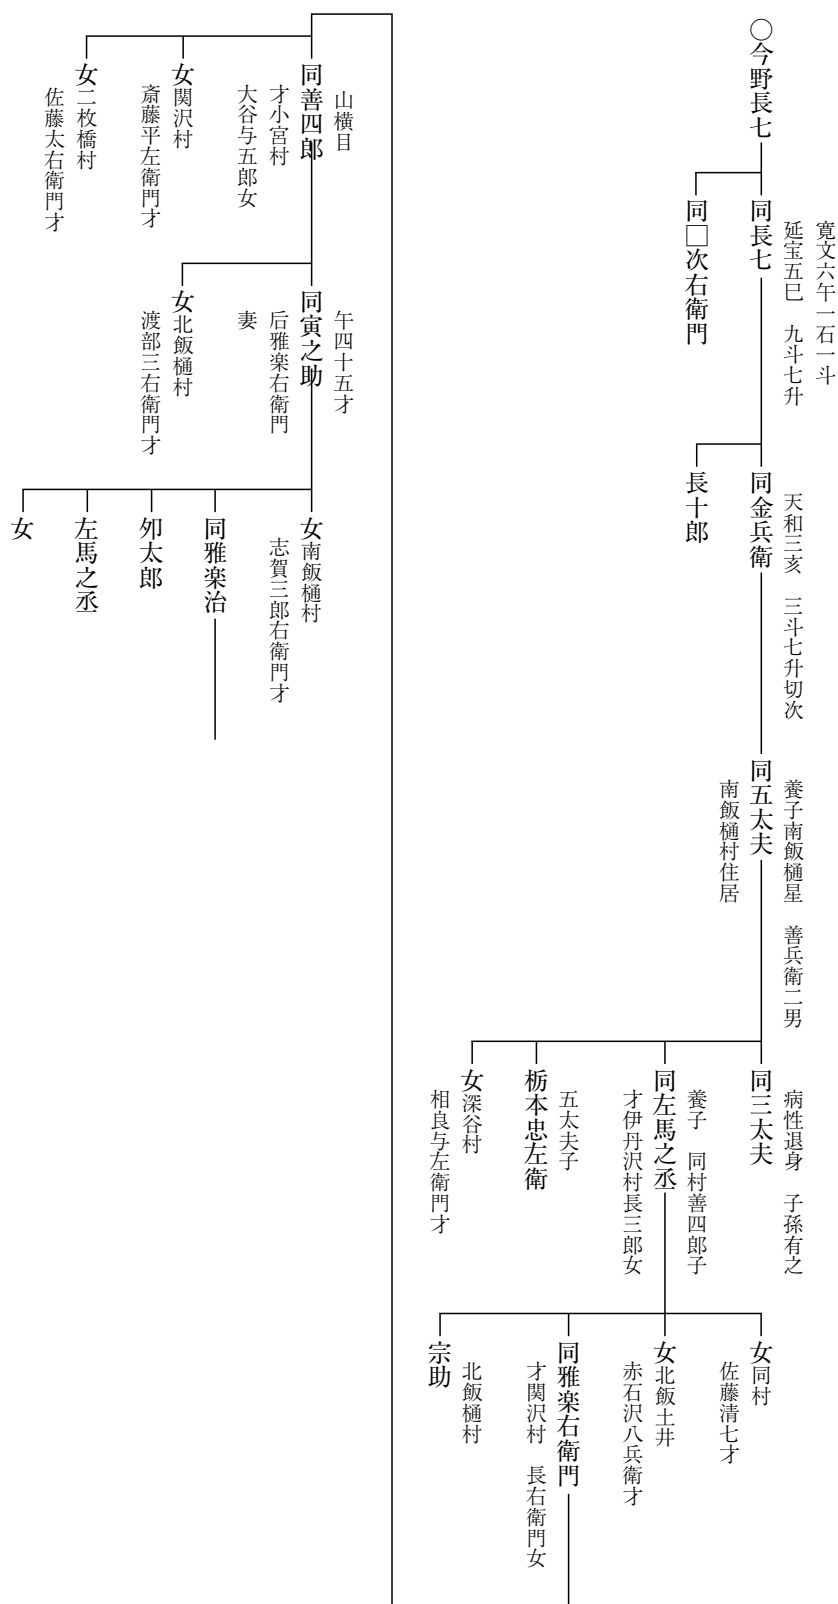 ○今野長七
寛文六午一石一斗
延宝五巳　九斗七升
同長七
同□次右衛門
天和三亥　三斗七升切次
同金兵衛
長十郎
養子南飯樋星　善兵衛二男
同五太夫
南飯樋村住居
病性退身　子孫有之
同三太夫
養子　同村善四郎子
同左馬之丞
才伊丹沢村長三郎女
五太夫子
栃本忠左衛
女深谷村
相良与左衛門才
女同村
佐藤清七才
女北飯土井
赤石沢八兵衛才
同雅楽右衛門
才関沢村　長右衛門女
北飯樋村
宗助
山横目
同善四郎
才小宮村
大谷与五郎女
女関沢村
斎藤平左衛門才
女二枚橋村
佐藤太右衛門才
午四十五才
同寅之助
后雅楽右衛門
妻
女北飯樋村
渡部三右衛門才
女南飯樋村
志賀三郎右衛門才
同雅楽治
夘太郎
左馬之丞
女